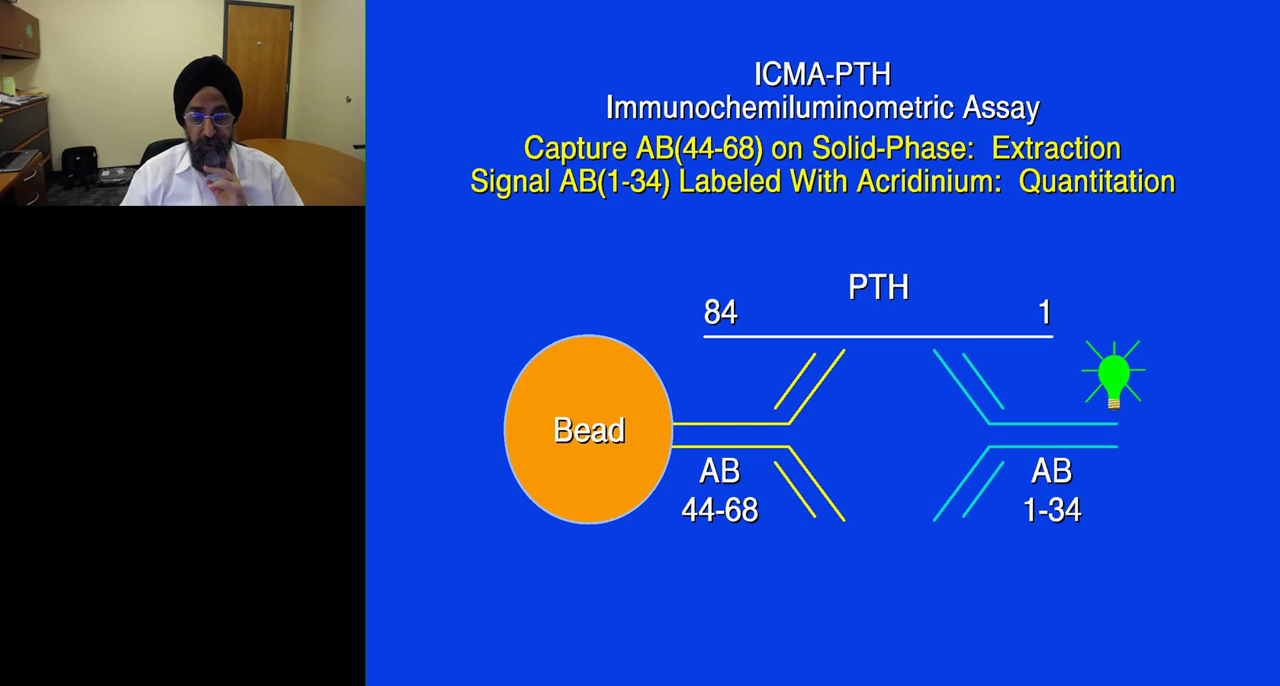 ICMA-PTH
Immunochemiluminometric Assay
Capture AB(44-68) on Solid-Phase: Extraction
Signal AB(1-34) Labeled With Acridinium: Quantitation
PTH
84 1
Bead
AB AB
44-68 1-34